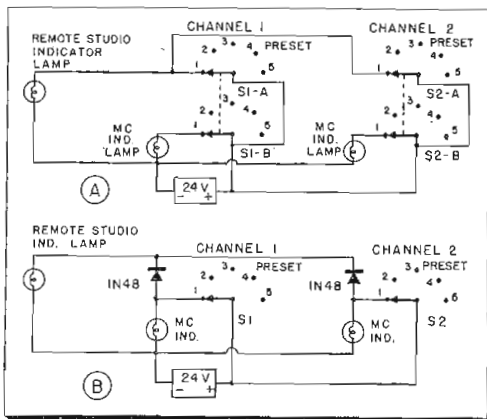 REMOTE STUDIO
INDICATOR
LAMP
CHANNEL 1
3 PRESET
2 4
1 5
S1-A
3
2 4
1 5
S1-B
MC
IND.
LAMP
CHANNEL 2
3 PRESET
2 4
1 5
S2-A
3
2 4
1 5
S2-B
MC
IND.
LAMP
24 V
- +
A
REMOTE STUDIO
IND. LAMP
CHANNEL 1
3 PRESET
2 4
1 5
S1
IN48
MC
IND.
CHANNEL 2
3 PRESET
2 4
1 5
S2
IN48
MC
IND.
24 V
- +
B